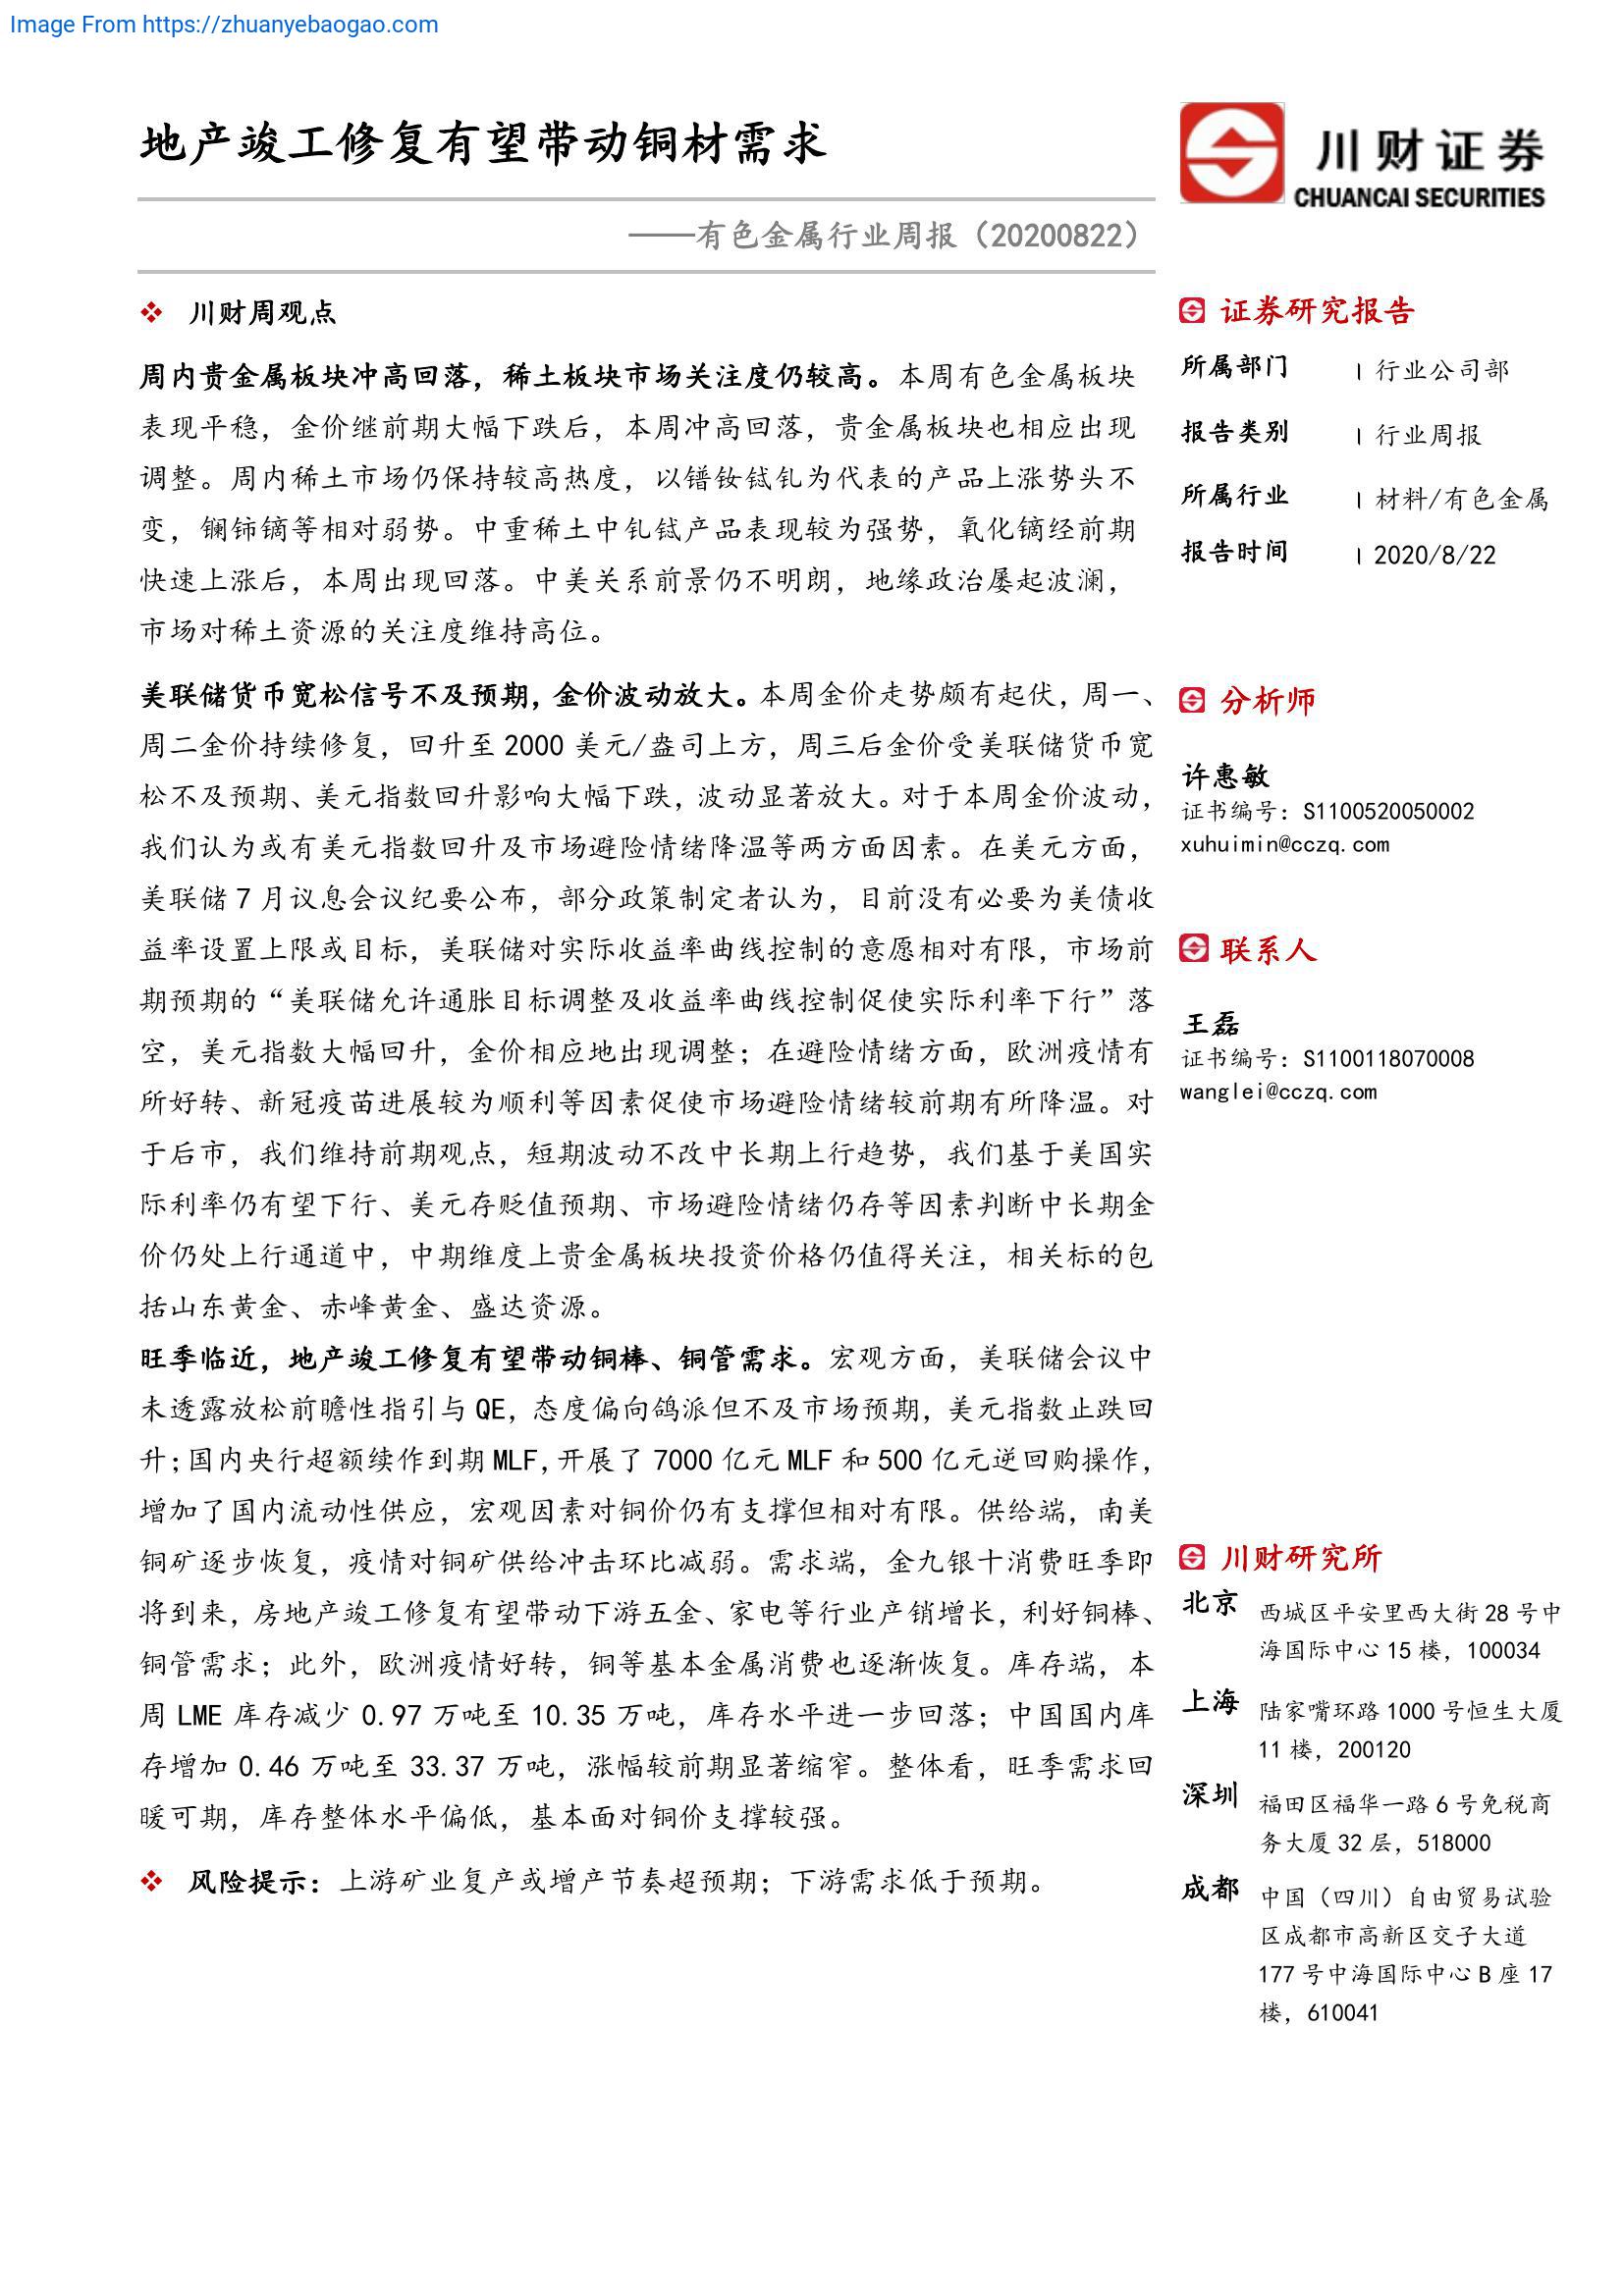 Image From https://zhuanyebaogao.com
地产竣工修复有望带动铜材需求
——有色金属行业周报（20200822）
川财证券
CHUANCAI SECURITIES
❖ 川财周观点
周内贵金属板块冲高回落，稀土板块市场关注度仍较高。本周有色金属板块
表现平稳，金价继前期大幅下跌后，本周冲高回落，贵金属板块也相应出现
调整。周内稀土市场仍保持较高热度，以镨钕铽钆为代表的产品上涨势头不
变，镧铈镝等相对弱势。中重稀土中钆铽产品表现较为强势，氧化镝经前期
快速上涨后，本周出现回落。中美关系前景仍不明朗，地缘政治屡起波澜，
市场对稀土资源的关注度维持高位。
美联储货币宽松信号不及预期，金价波动放大。本周金价走势颇有起伏，周一、
周二金价持续修复，回升至 2000 美元/盎司上方，周三后金价受美联储货币宽
松不及预期、美元指数回升影响大幅下跌，波动显著放大。对于本周金价波动，
我们认为或有美元指数回升及市场避险情绪降温等两方面因素。在美元方面，
美联储 7 月议息会议纪要公布，部分政策制定者认为，目前没有必要为美债收
益率设置上限或目标，美联储对实际收益率曲线控制的意愿相对有限，市场前
期预期的“美联储允许通胀目标调整及收益率曲线控制促使实际利率下行”落
空，美元指数大幅回升，金价相应地出现调整；在避险情绪方面，欧洲疫情有
所好转、新冠疫苗进展较为顺利等因素促使市场避险情绪较前期有所降温。对
于后市，我们维持前期观点，短期波动不改中长期上行趋势，我们基于美国实
际利率仍有望下行、美元存贬值预期、市场避险情绪仍存等因素判断中长期金
价仍处上行通道中，中期维度上贵金属板块投资价格仍值得关注，相关标的包
括山东黄金、赤峰黄金、盛达资源。
旺季临近，地产竣工修复有望带动铜棒、铜管需求。宏观方面，美联储会议中
未透露放松前瞻性指引与 QE，态度偏向鸽派但不及市场预期，美元指数止跌回
升；国内央行超额续作到期 MLF，开展了 7000 亿元 MLF 和 500 亿元逆回购操作，
增加了国内流动性供应，宏观因素对铜价仍有支撑但相对有限。供给端，南美
铜矿逐步恢复，疫情对铜矿供给冲击环比减弱。需求端，金九银十消费旺季即
将到来，房地产竣工修复有望带动下游五金、家电等行业产销增长，利好铜棒、
铜管需求；此外，欧洲疫情好转，铜等基本金属消费也逐渐恢复。库存端，本
周 LME 库存减少 0.97 万吨至 10.35 万吨，库存水平进一步回落；中国国内库
存增加 0.46 万吨至 33.37 万吨，涨幅较前期显著缩窄。整体看，旺季需求回
暖可期，库存整体水平偏低，基本面对铜价支撑较强。
❖ 风险提示：上游矿业复产或增产节奏超预期；下游需求低于预期。
证券研究报告
所属部门 | 行业公司部
报告类别 | 行业周报
所属行业 | 材料/有色金属
报告时间 | 2020/8/22
分析师
许惠敏
证书编号：S1100520050002
xuhuimin@cczq.com
联系人
王磊
证书编号：S1100118070008
wanglei@cczq.com
川财研究所
北京 西城区平安里西大街 28 号中
海国际中心 15 楼，100034
上海 陆家嘴环路 1000 号恒生大厦
11 楼，200120
深圳 福田区福华一路 6 号免税商
务大厦 32 层，518000
成都 中国（四川）自由贸易试验
区成都市高新区交子大道
177 号中海国际中心 B 座 17
楼，610041